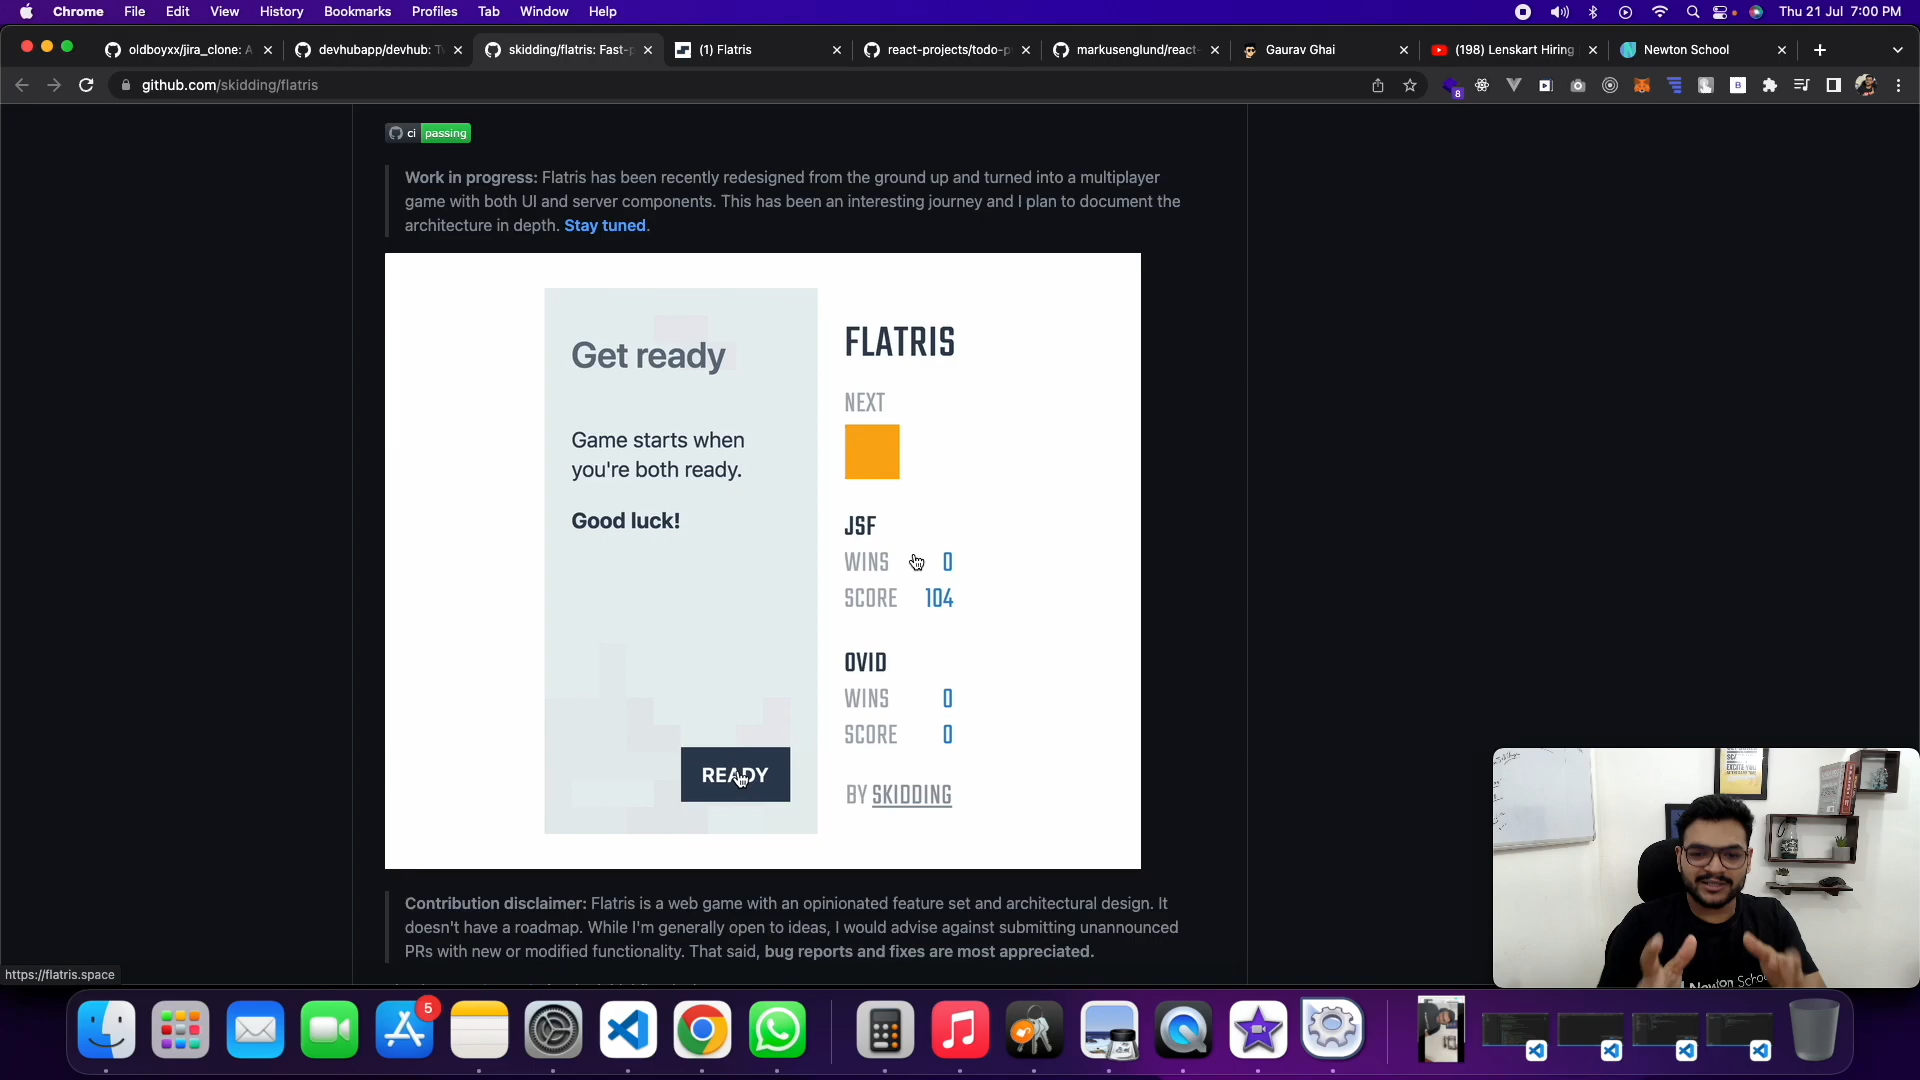 Chrome File Edit View History Bookmarks Profiles Tab Window Help Thu 21 Jul 7:00 PM
oldboyxx/jira_clone: A devhubapp/devhub: Tw skidding/flatris: Fast-p (1) Flatris react-projects/todo-p markusenglund/react- Gaurav Ghai (198) Lenskart Hiring Newton School
github.com/skidding/flatris 8
ci passing
Work in progress: Flatris has been recently redesigned from the ground up and turned into a multiplayer
game with both UI and server components. This has been an interesting journey and I plan to document the
architecture in depth. Stay tuned.
Get ready
Game starts when
you're both ready.
Good luck!
READY
FLATRIS
NEXT
JSF
WINS 0
SCORE 104
OVID
WINS 0
SCORE 0
BY SKIDDING
Contribution disclaimer: Flatris is a web game with an opinionated feature set and architectural design. It
doesn't have a roadmap. While I'm generally open to ideas, I would advise against submitting unannounced
PRs with new or modified functionality. That said, bug reports and fixes are most appreciated.
https://flatris.space
Newton School
5